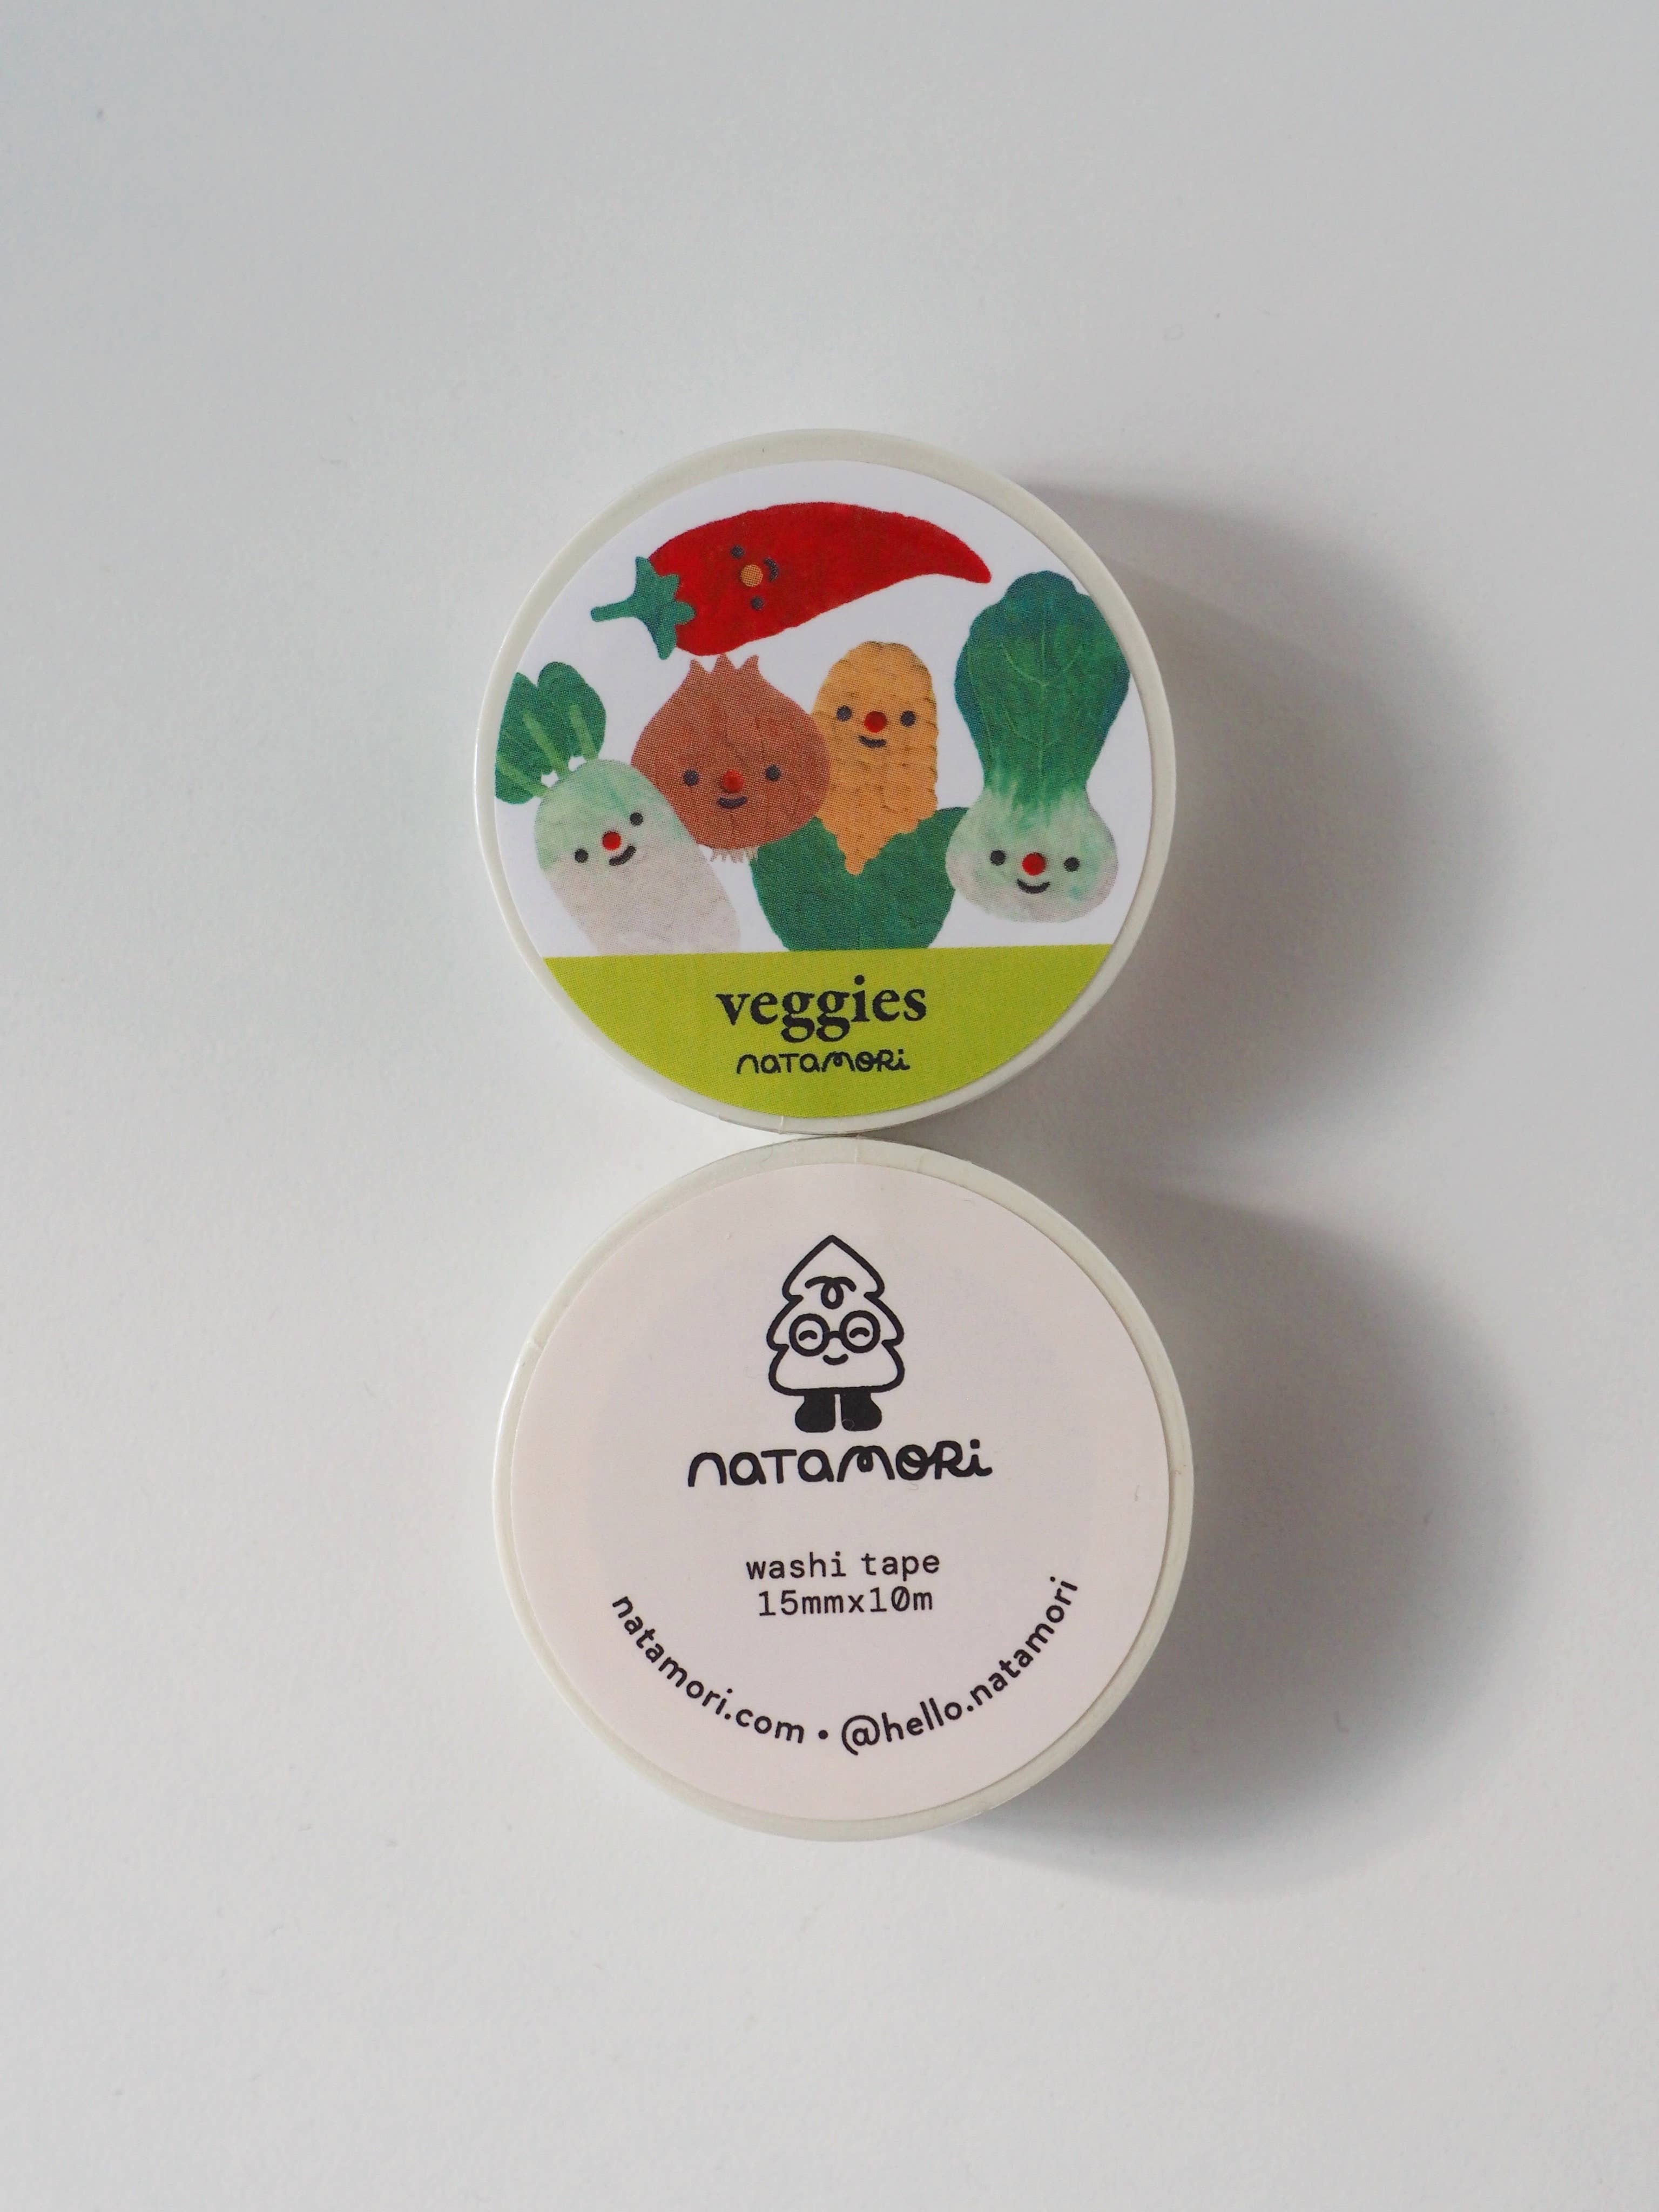 veggies
natamori
natamori
washi tape
15mmx10m
natamori.com • @hello.natamori